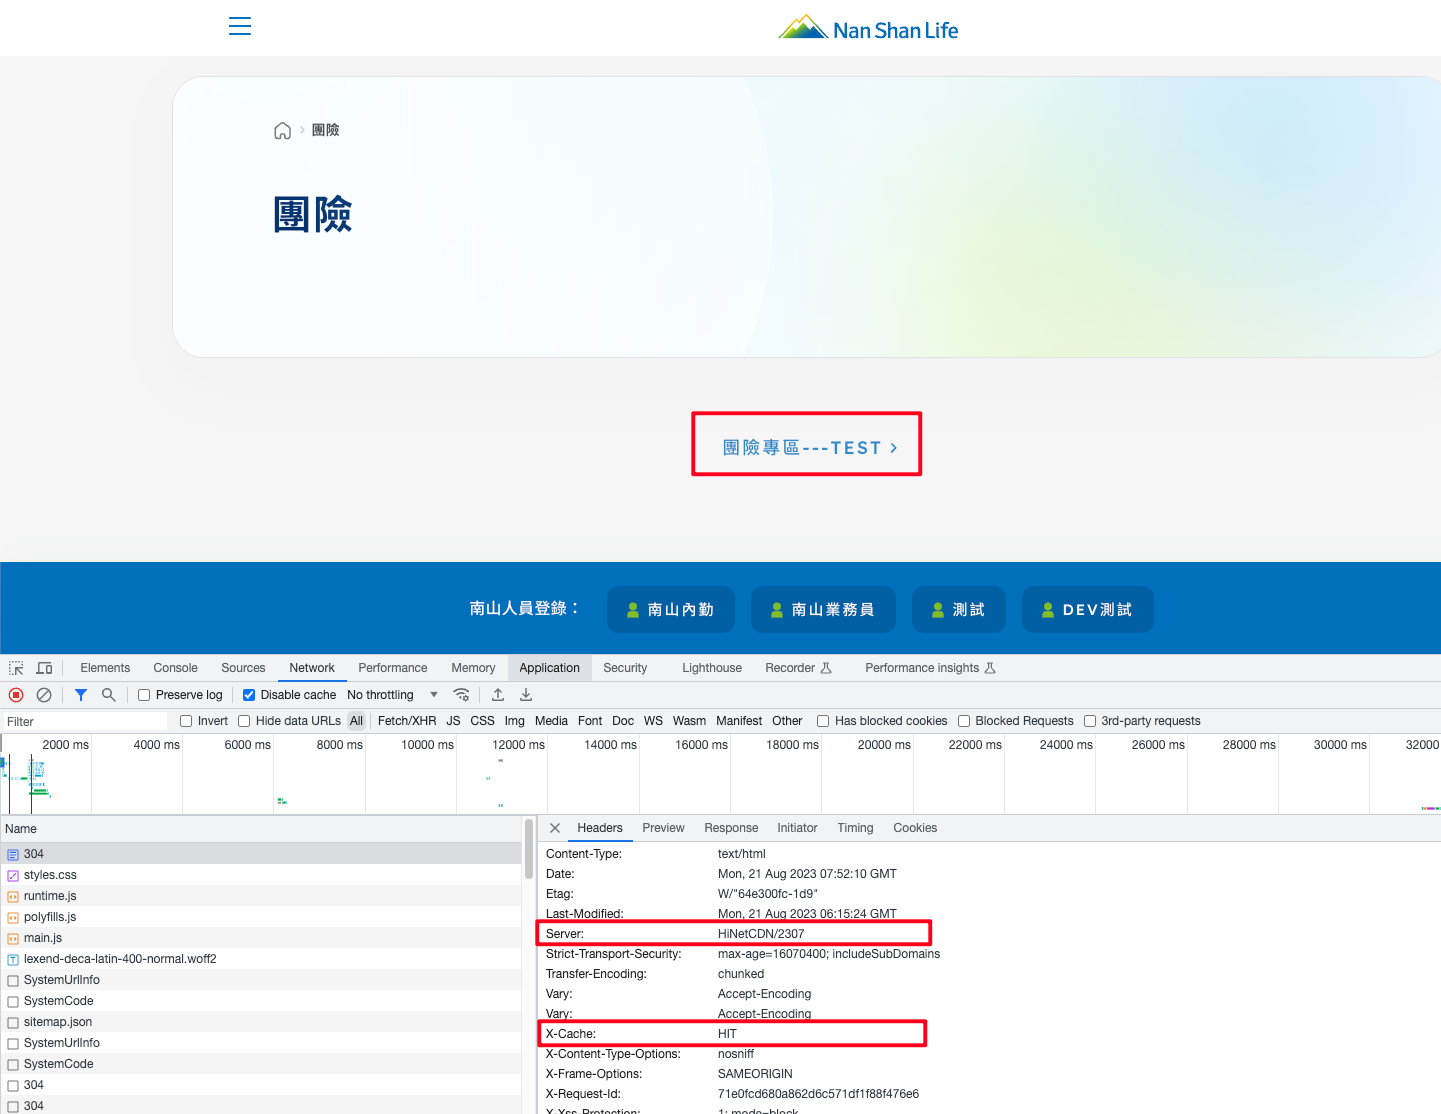 Nan Shan Life
團險
團險
團險專區---TEST
南山人員登錄：
南山內勤
南山業務員
測試
DEV測試
Elements Console Sources Network Performance Memory Application Security Lighthouse Recorder Performance insights
Preserve log Disable cache No throttling
Filter Invert Hide data URLs All Fetch/XHR JS CSS Img Media Font Doc WS Wasm Manifest Other Has blocked cookies Blocked Requests 3rd-party requests
2000 ms 4000 ms 6000 ms 8000 ms 10000 ms 12000 ms 14000 ms 16000 ms 18000 ms 20000 ms 22000 ms 24000 ms 26000 ms 28000 ms 30000 ms 32000
Name
304
styles.css
runtime.js
polyfills.js
main.js
lexend-deca-latin-400-normal.woff2
SystemUrlInfo
SystemCode
sitemap.json
SystemUrlInfo
SystemCode
304
304
Headers Preview Response Initiator Timing Cookies
Content-Type: text/html
Date: Mon, 21 Aug 2023 07:52:10 GMT
Etag: W/"64e300fc-1d9"
Last-Modified: Mon, 21 Aug 2023 06:15:24 GMT
Server: HiNetCDN/2307
Strict-Transport-Security: max-age=16070400; includeSubDomains
Transfer-Encoding: chunked
Vary: Accept-Encoding
Vary: Accept-Encoding
X-Cache: HIT
X-Content-Type-Options: nosniff
X-Frame-Options: SAMEORIGIN
X-Request-Id: 71e0fcd680a862d6c571df1f88f476e6
X-Xss-Protection: 1; mode=block